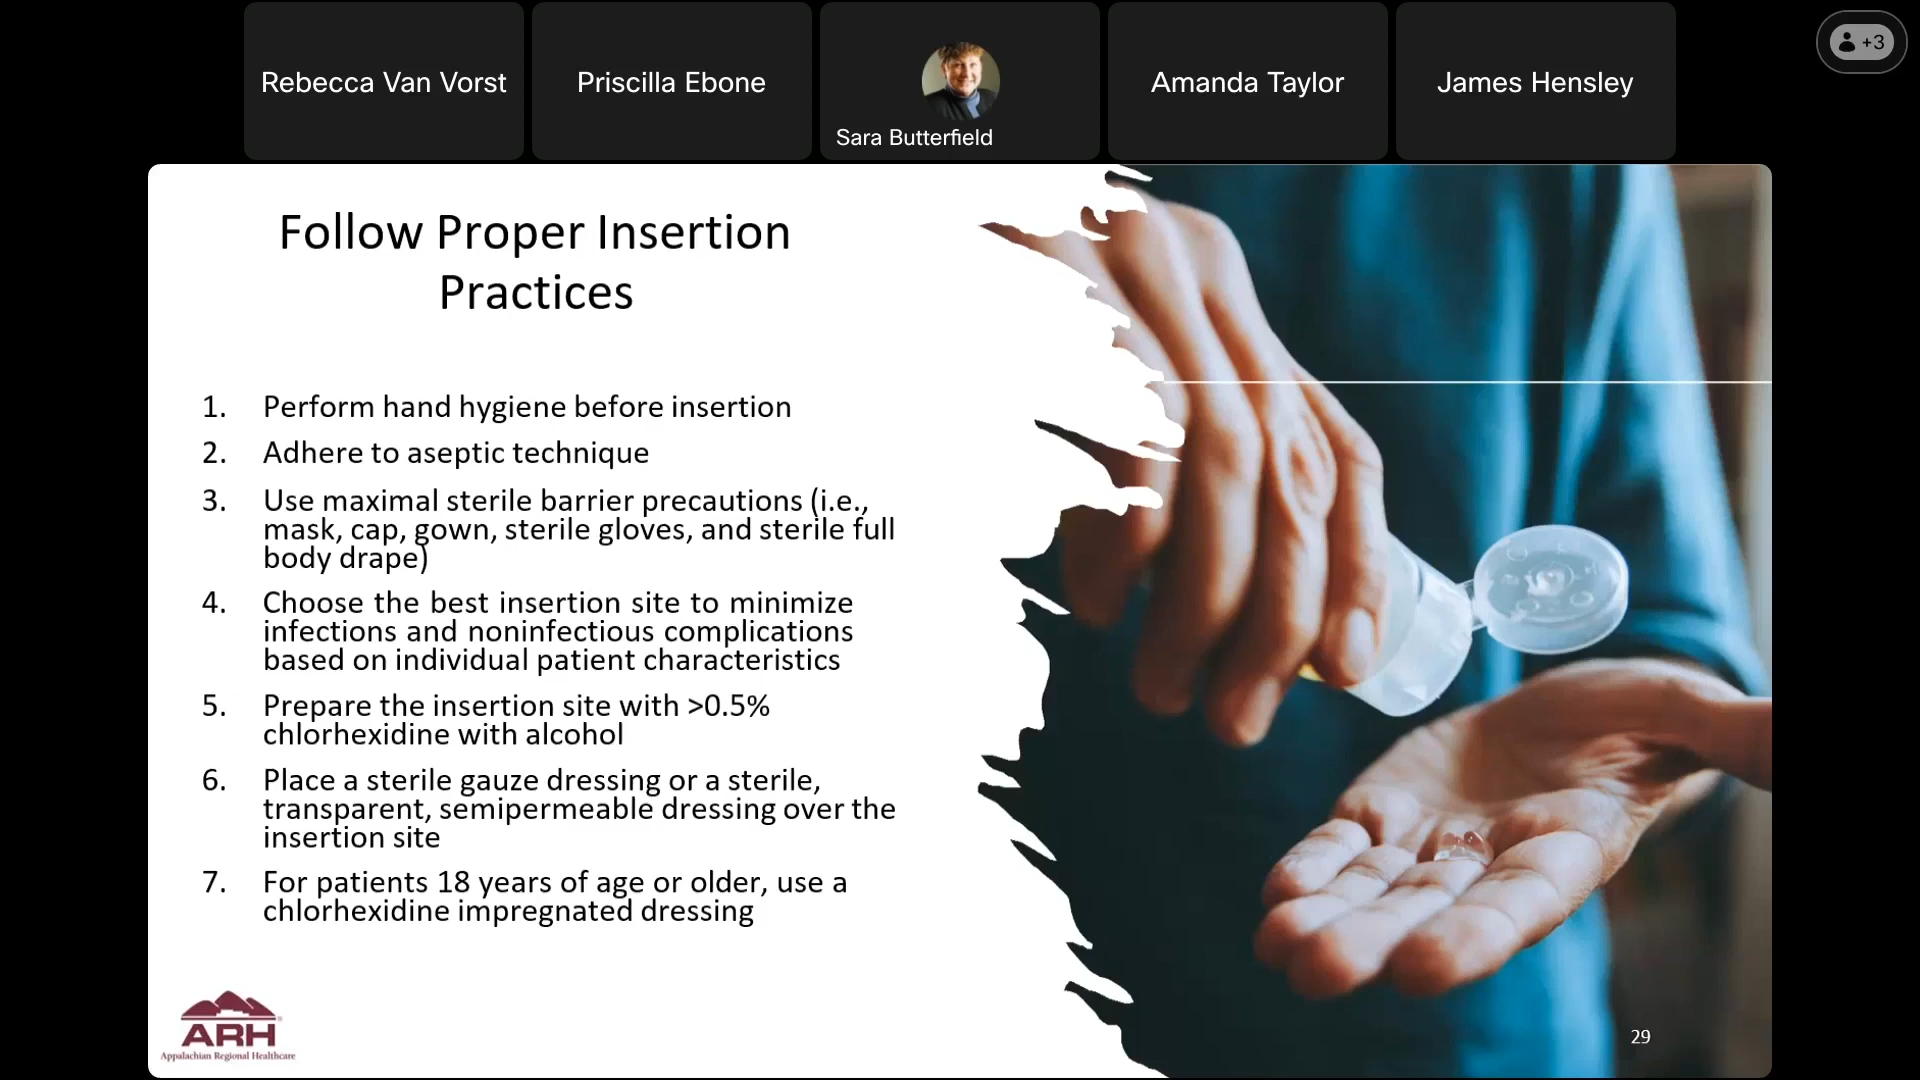 Rebecca Van Vorst
Priscilla Ebone
Sara Butterfield
Amanda Taylor
James Hensley
+3
Follow Proper Insertion
Practices
1. Perform hand hygiene before insertion
2. Adhere to aseptic technique
3. Use maximal sterile barrier precautions (i.e.,
mask, cap, gown, sterile gloves, and sterile full
body drape)
4. Choose the best insertion site to minimize
infections and noninfectious complications
based on individual patient characteristics
5. Prepare the insertion site with >0.5%
chlorhexidine with alcohol
6. Place a sterile gauze dressing or a sterile,
transparent, semipermeable dressing over the
insertion site
7. For patients 18 years of age or older, use a
chlorhexidine impregnated dressing
ARH
Appalachian Regional Healthcare
29